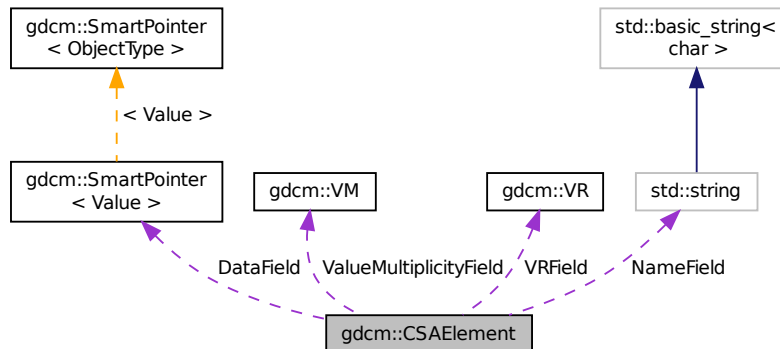 gdcm::SmartPointer
< ObjectType >
std::basic_string<
char >
< Value >
gdcm::SmartPointer
< Value >
gdcm::VM
gdcm::VR
std::string
DataField
ValueMultiplicityField
VRField
NameField
gdcm::CSAElement